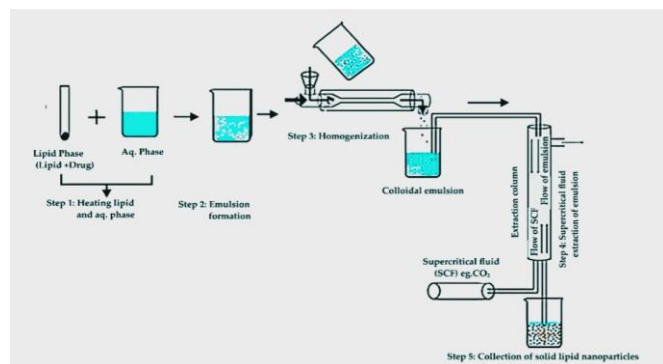 Lipid Phase
(Lipid +Drug)
Aq. Phase
Step 1: Heating lipid
and aq. phase
Step 2: Emulsion
formation
Step 3: Homogenization
Colloidal emulsion
Extraction column
Flow of SCF
Flow of emulsion
Step 4: Supercritical fluid
extraction of emulsion
Supercritical fluid
(SCF) eg.CO₂
Step 5: Collection of solid lipid nanoparticles